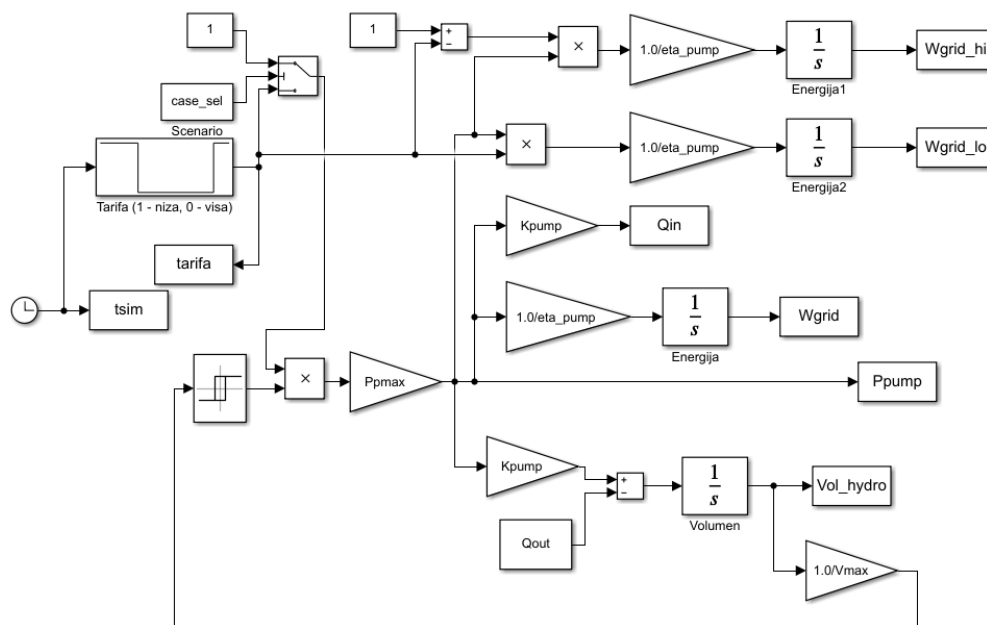 1
1
+
−
×
1.0/eta_pump
1
s
Energija1
Wgrid_hi
case_sel
Scenario
×
1.0/eta_pump
1
s
Energija2
Wgrid_lo
Tarifa (1 - niza, 0 - visa)
Kpump
Qin
tarifa
tsim
1.0/eta_pump
1
s
Energija
Wgrid
×
Ppmax
Ppump
Kpump
+
−
1
s
Volumen
Vol_hydro
Qout
1.0/Vmax